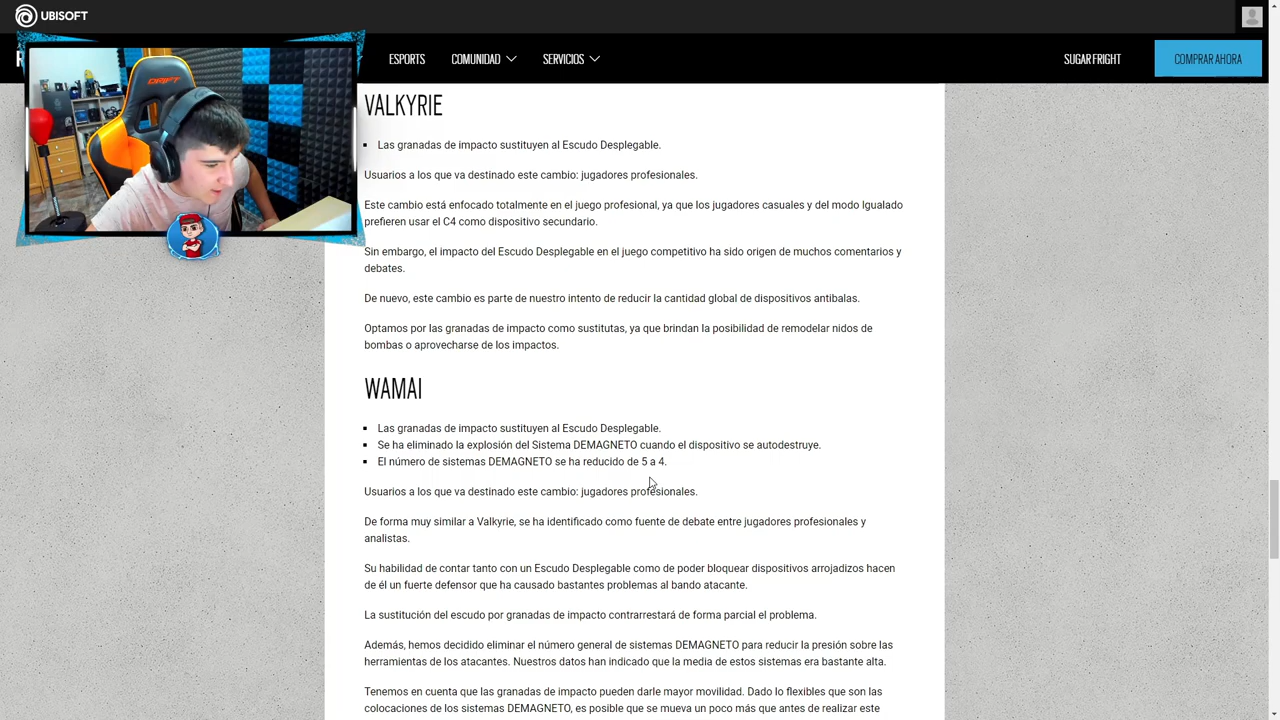 UBISOFT
ESPORTS
COMUNIDAD
SERVICIOS
SUGAR FRIGHT
COMPRAR AHORA
DRIFT
VALKYRIE
▪ Las granadas de impacto sustituyen al Escudo Desplegable.
Usuarios a los que va destinado este cambio: jugadores profesionales.
Este cambio está enfocado totalmente en el juego profesional, ya que los jugadores casuales y del modo Igualado
prefieren usar el C4 como dispositivo secundario.
Sin embargo, el impacto del Escudo Desplegable en el juego competitivo ha sido origen de muchos comentarios y
debates.
De nuevo, este cambio es parte de nuestro intento de reducir la cantidad global de dispositivos antibalas.
Optamos por las granadas de impacto como sustitutas, ya que brindan la posibilidad de remodelar nidos de
bombas o aprovecharse de los impactos.
WAMAI
▪ Las granadas de impacto sustituyen al Escudo Desplegable.
▪ Se ha eliminado la explosión del Sistema DEMAGNETO cuando el dispositivo se autodestruye.
▪ El número de sistemas DEMAGNETO se ha reducido de 5 a 4.
Usuarios a los que va destinado este cambio: jugadores profesionales.
De forma muy similar a Valkyrie, se ha identificado como fuente de debate entre jugadores profesionales y
analistas.
Su habilidad de contar tanto con un Escudo Desplegable como de poder bloquear dispositivos arrojadizos hacen
de él un fuerte defensor que ha causado bastantes problemas al bando atacante.
La sustitución del escudo por granadas de impacto contrarrestará de forma parcial el problema.
Además, hemos decidido eliminar el número general de sistemas DEMAGNETO para reducir la presión sobre las
herramientas de los atacantes. Nuestros datos han indicado que la media de estos sistemas era bastante alta.
Tenemos en cuenta que las granadas de impacto pueden darle mayor movilidad. Dado lo flexibles que son las
colocaciones de los sistemas DEMAGNETO, es posible que se mueva un poco más que antes de realizar este